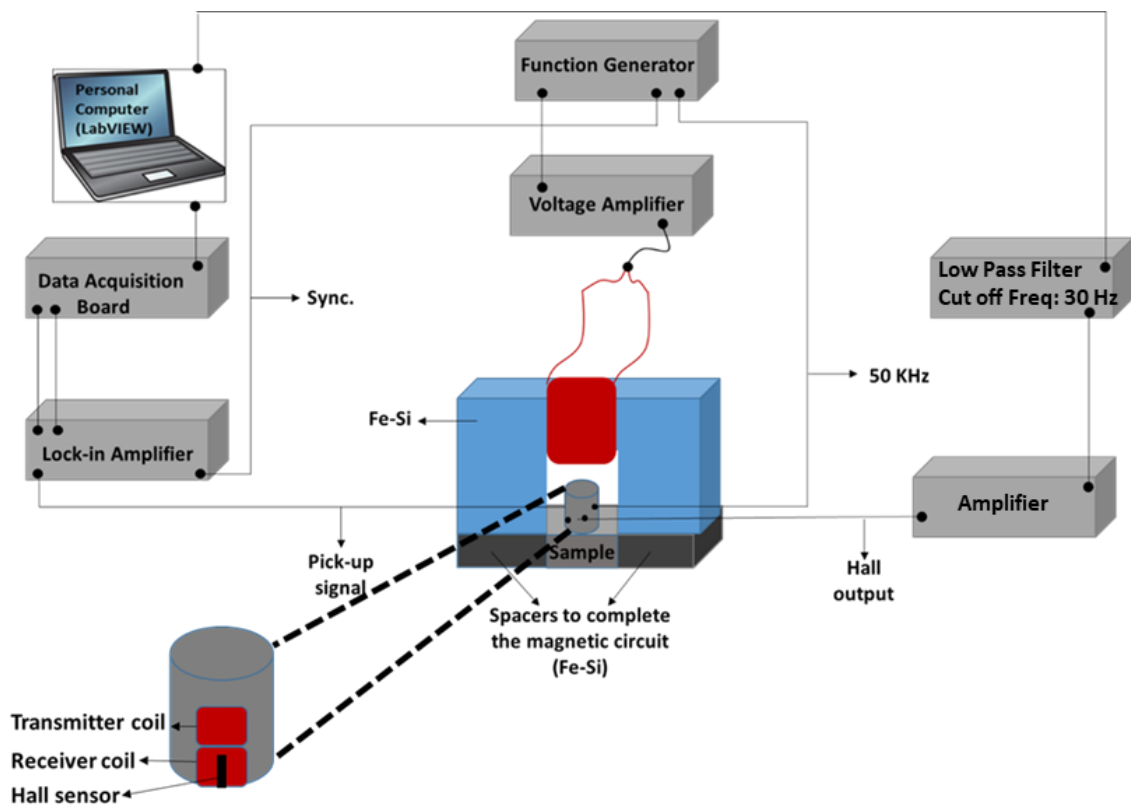 Personal
Computer
(LabVIEW)
Function Generator
Voltage Amplifier
Data Acquisition
Board
Sync.
Low Pass Filter
Cut off Freq: 30 Hz
50 KHz
Fe-Si
Lock-in Amplifier
Amplifier
Pick-up
signal
Sample
Hall
output
Spacers to complete
the magnetic circuit
(Fe-Si)
Transmitter coil
Receiver coil
Hall sensor